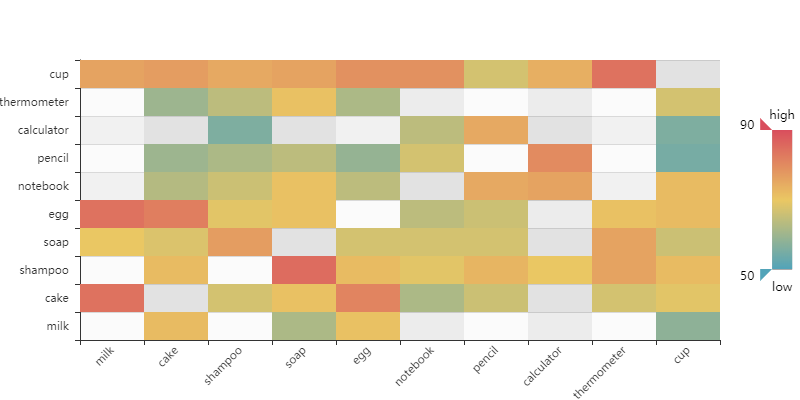 cup
thermometer
calculator
pencil
notebook
egg
soap
shampoo
cake
milk
milk
cake
shampoo
soap
egg
notebook
pencil
calculator
thermometer
cup
high
90
50
low